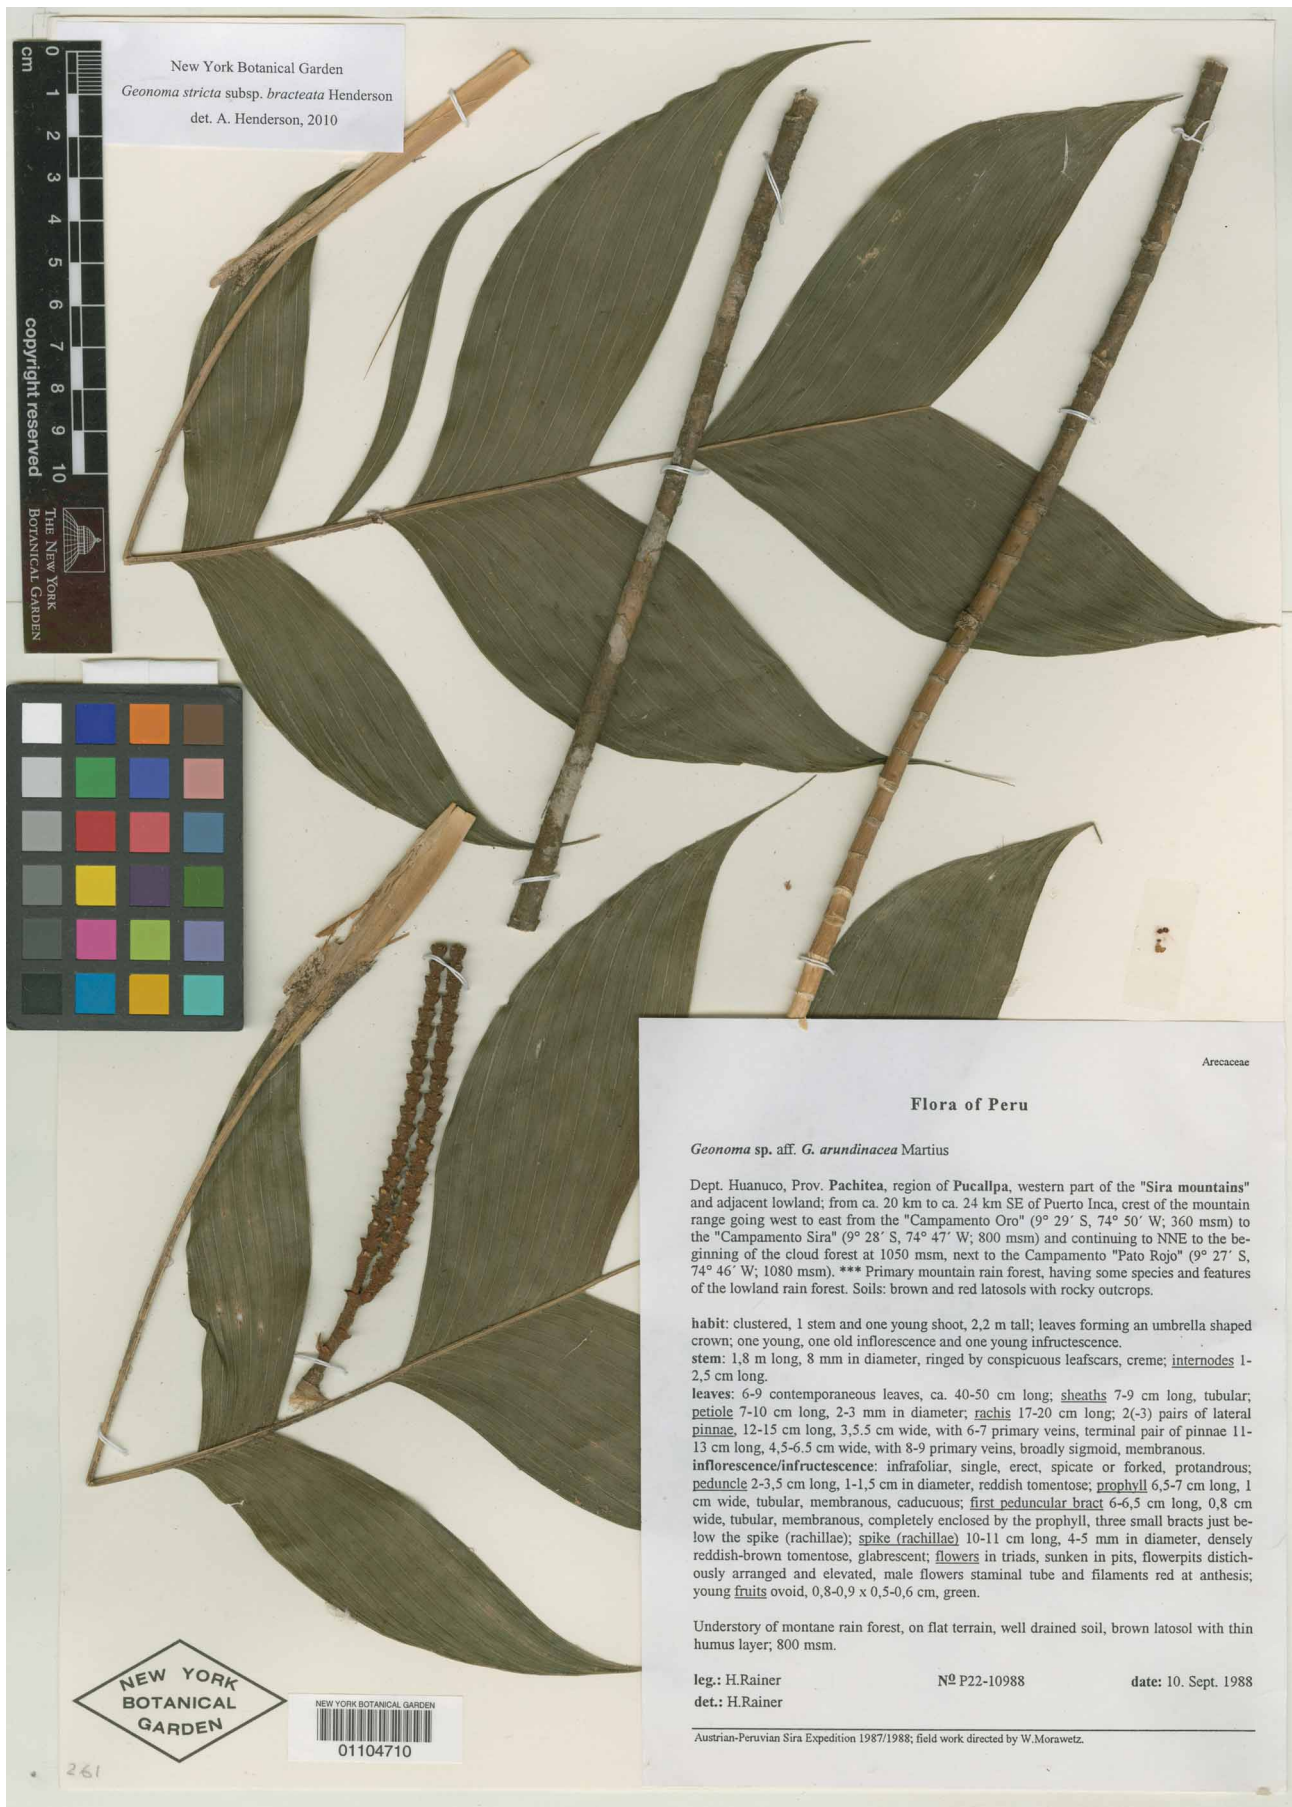 New York Botanical Garden
Geonoma stricta subsp. bracteata Henderson
det. A. Henderson, 2010
cm
0
1
2
3
4
5
6
7
8
9
10
copyright reserved
THE NEW YORK
BOTANICAL GARDEN
Arecaceae
Flora of Peru
Geonoma sp. aff. G. arundinacea Martius
Dept. Huanuco, Prov. Pachitea, region of Pucallpa, western part of the "Sira mountains"
and adjacent lowland; from ca. 20 km to ca. 24 km SE of Puerto Inca, crest of the mountain
range going west to east from the "Campamento Oro" (9° 29´ S, 74° 50´ W; 360 msm) to
the "Campamento Sira" (9° 28´ S, 74° 47´ W; 800 msm) and continuing to NNE to the be-
ginning of the cloud forest at 1050 msm, next to the Campamento "Pato Rojo" (9° 27´ S,
74° 46´ W; 1080 msm). *** Primary mountain rain forest, having some species and features
of the lowland rain forest. Soils: brown and red latosols with rocky outcrops.
habit: clustered, 1 stem and one young shoot, 2,2 m tall; leaves forming an umbrella shaped
crown; one young, one old inflorescence and one young infructescence.
stem: 1,8 m long, 8 mm in diameter, ringed by conspicuous leafscars, creme; internodes 1-
2,5 cm long.
leaves: 6-9 contemporaneous leaves, ca. 40-50 cm long; sheaths 7-9 cm long, tubular;
petiole 7-10 cm long, 2-3 mm in diameter; rachis 17-20 cm long; 2(-3) pairs of lateral
pinnae, 12-15 cm long, 3,5.5 cm wide, with 6-7 primary veins, terminal pair of pinnae 11-
13 cm long, 4,5-6.5 cm wide, with 8-9 primary veins, broadly sigmoid, membranous.
inflorescence/infructescence: infrafoliar, single, erect, spicate or forked, protandrous;
peduncle 2-3,5 cm long, 1-1,5 cm in diameter, reddish tomentose; prophyll 6,5-7 cm long, 1
cm wide, tubular, membranous, caducuous; first peduncular bract 6-6,5 cm long, 0,8 cm
wide, tubular, membranous, completely enclosed by the prophyll, three small bracts just be-
low the spike (rachillae); spike (rachillae) 10-11 cm long, 4-5 mm in diameter, densely
reddish-brown tomentose, glabrescent; flowers in triads, sunken in pits, flowerpits distich-
ously arranged and elevated, male flowers staminal tube and filaments red at anthesis;
young fruits ovoid, 0,8-0,9 x 0,5-0,6 cm, green.
Understory of montane rain forest, on flat terrain, well drained soil, brown latosol with thin
humus layer; 800 msm.
leg.: H.Rainer № P22-10988 date: 10. Sept. 1988
det.: H.Rainer
Austrian-Peruvian Sira Expedition 1987/1988; field work directed by W.Morawetz.
NEW YORK
BOTANICAL
GARDEN
NEW YORK BOTANICAL GARDEN
01104710
261